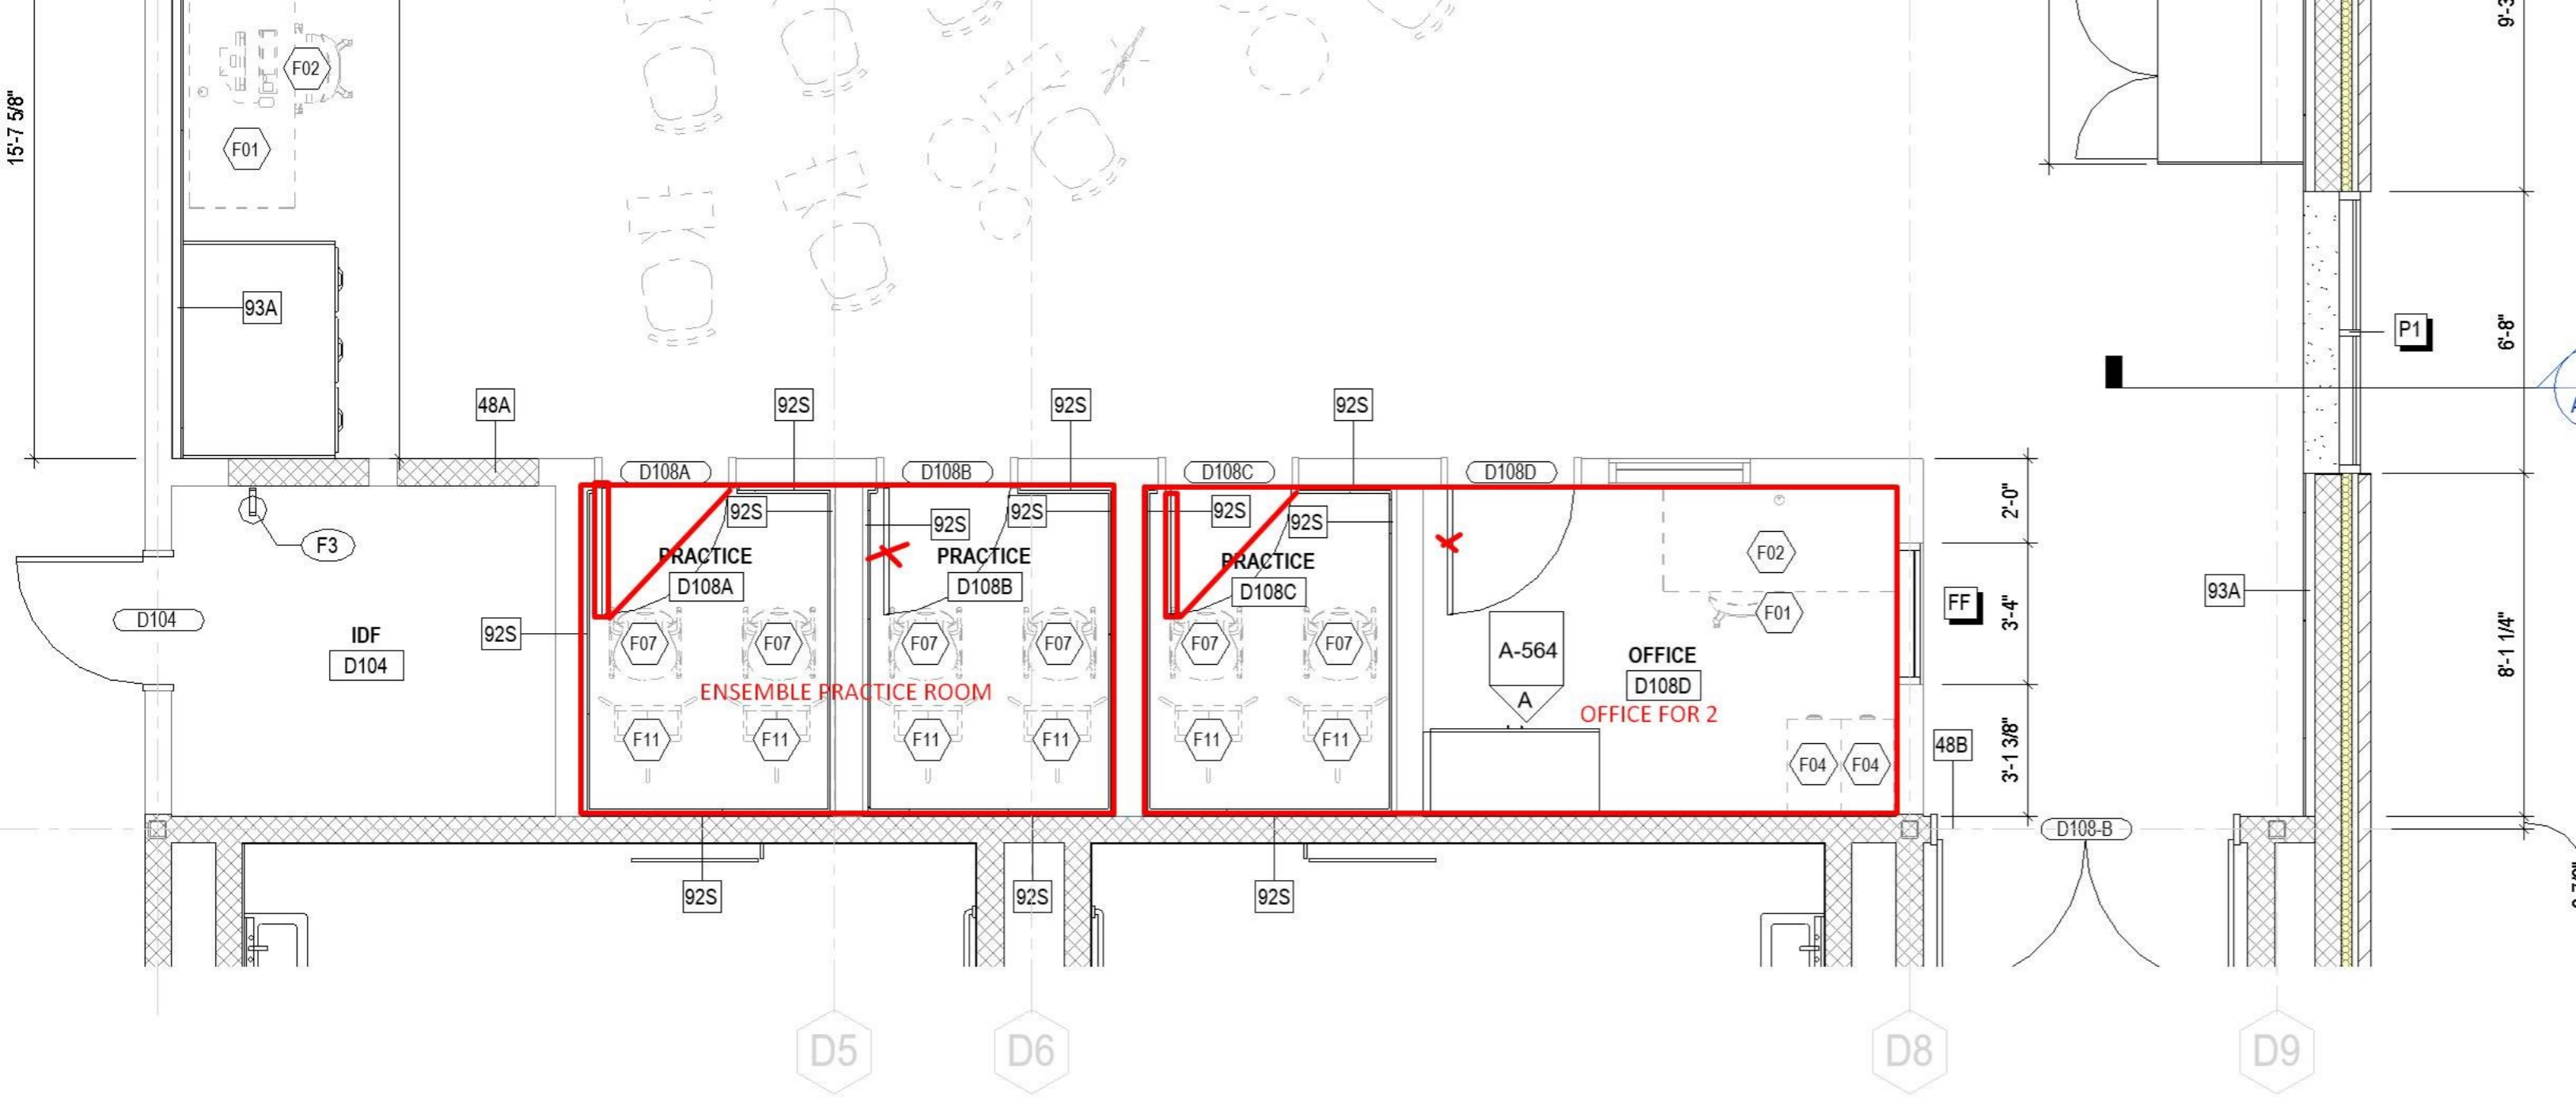 9'-3
F02
15'-7 5/8"
F01
93A
P1
6'-8"
48A
92S
92S
92S
D108A
D108B
D108C
D108D
92S
92S
92S
92S
92S
2'-0"
F3
PRACTICE
D108A
PRACTICE
D108B
PRACTICE
D108C
F02
F01
FF
3'-4"
93A
8'-1 1/4"
D104
IDF
D104
92S
F07
F07
F07
F07
F07
F07
A-564
A
OFFICE
D108D
ENSEMBLE PRACTICE ROOM
OFFICE FOR 2
F11
F11
F11
F11
F11
F11
F04
F04
48B
3'-1 3/8"
D108-B
92S
92S
92S
D5
D6
D8
D9